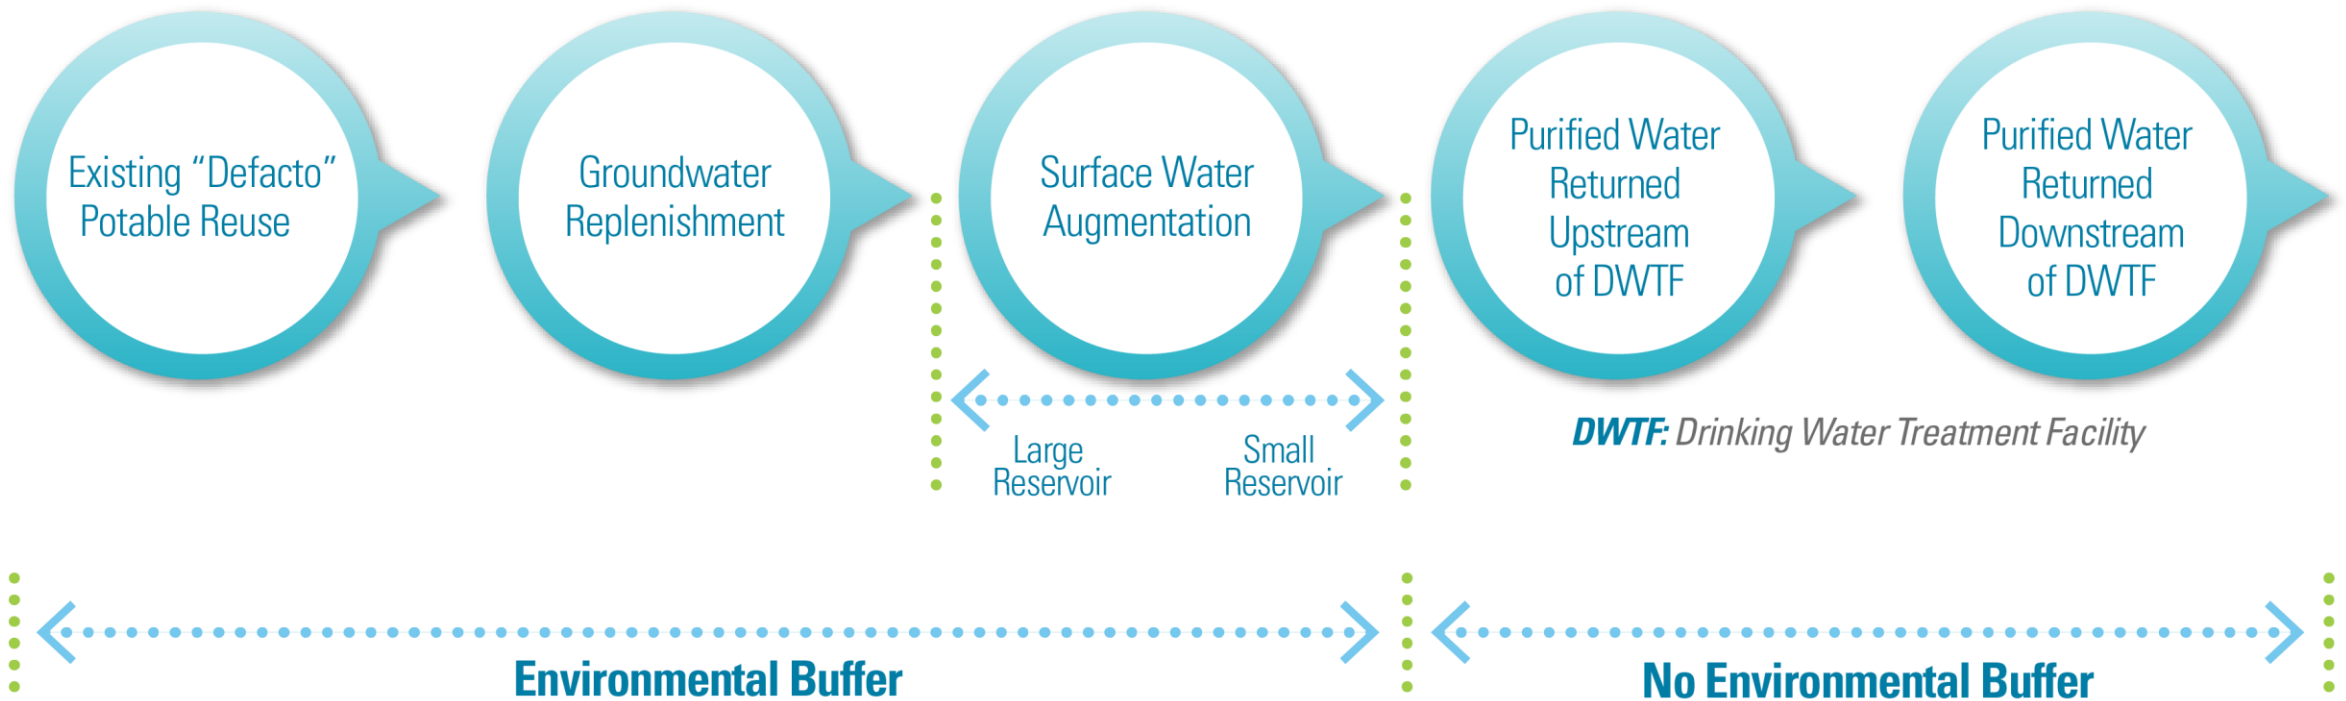 Existing “Defacto”
Potable Reuse
Groundwater
Replenishment
Surface Water
Augmentation
Purified Water
Returned
Upstream
of DWTF
Purified Water
Returned
Downstream
of DWTF
Large
Reservoir
Small
Reservoir
DWTF: Drinking Water Treatment Facility
Environmental Buffer
No Environmental Buffer